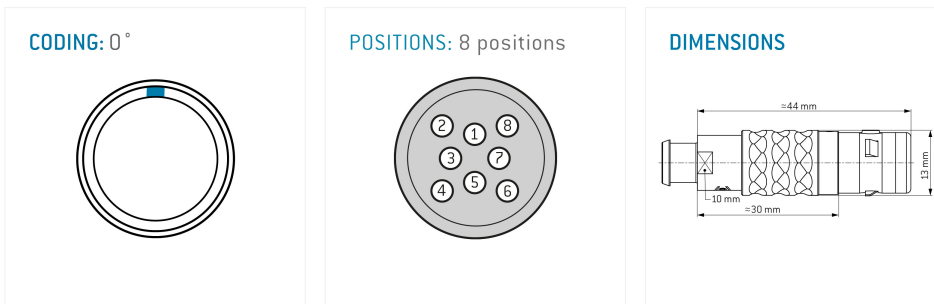 CODING: 0°
POSITIONS: 8 positions
2
1
8
3
7
4
5
6
DIMENSIONS
≈44 mm
13 mm
10 mm
≈30 mm